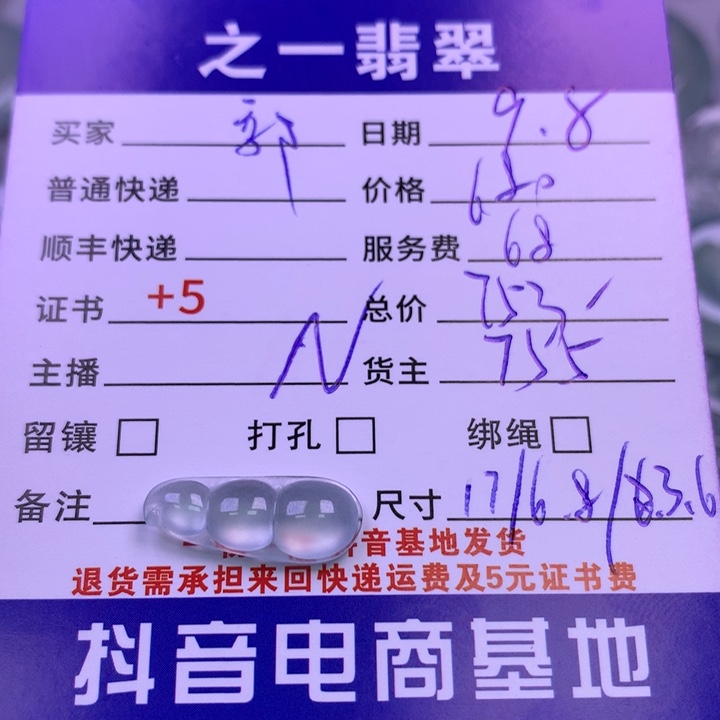 之一翡翠
买家 郭 日期 9.8
普通快递 价格 680
顺丰快递 服务费 68
证书 +5 总价 753
主播 N 货主 755
留镶 打孔 绑绳
备注 尺寸 17/6.8/3.6
音基地发货
退货需承担来回快递运费及5元证书费
抖音电商基地